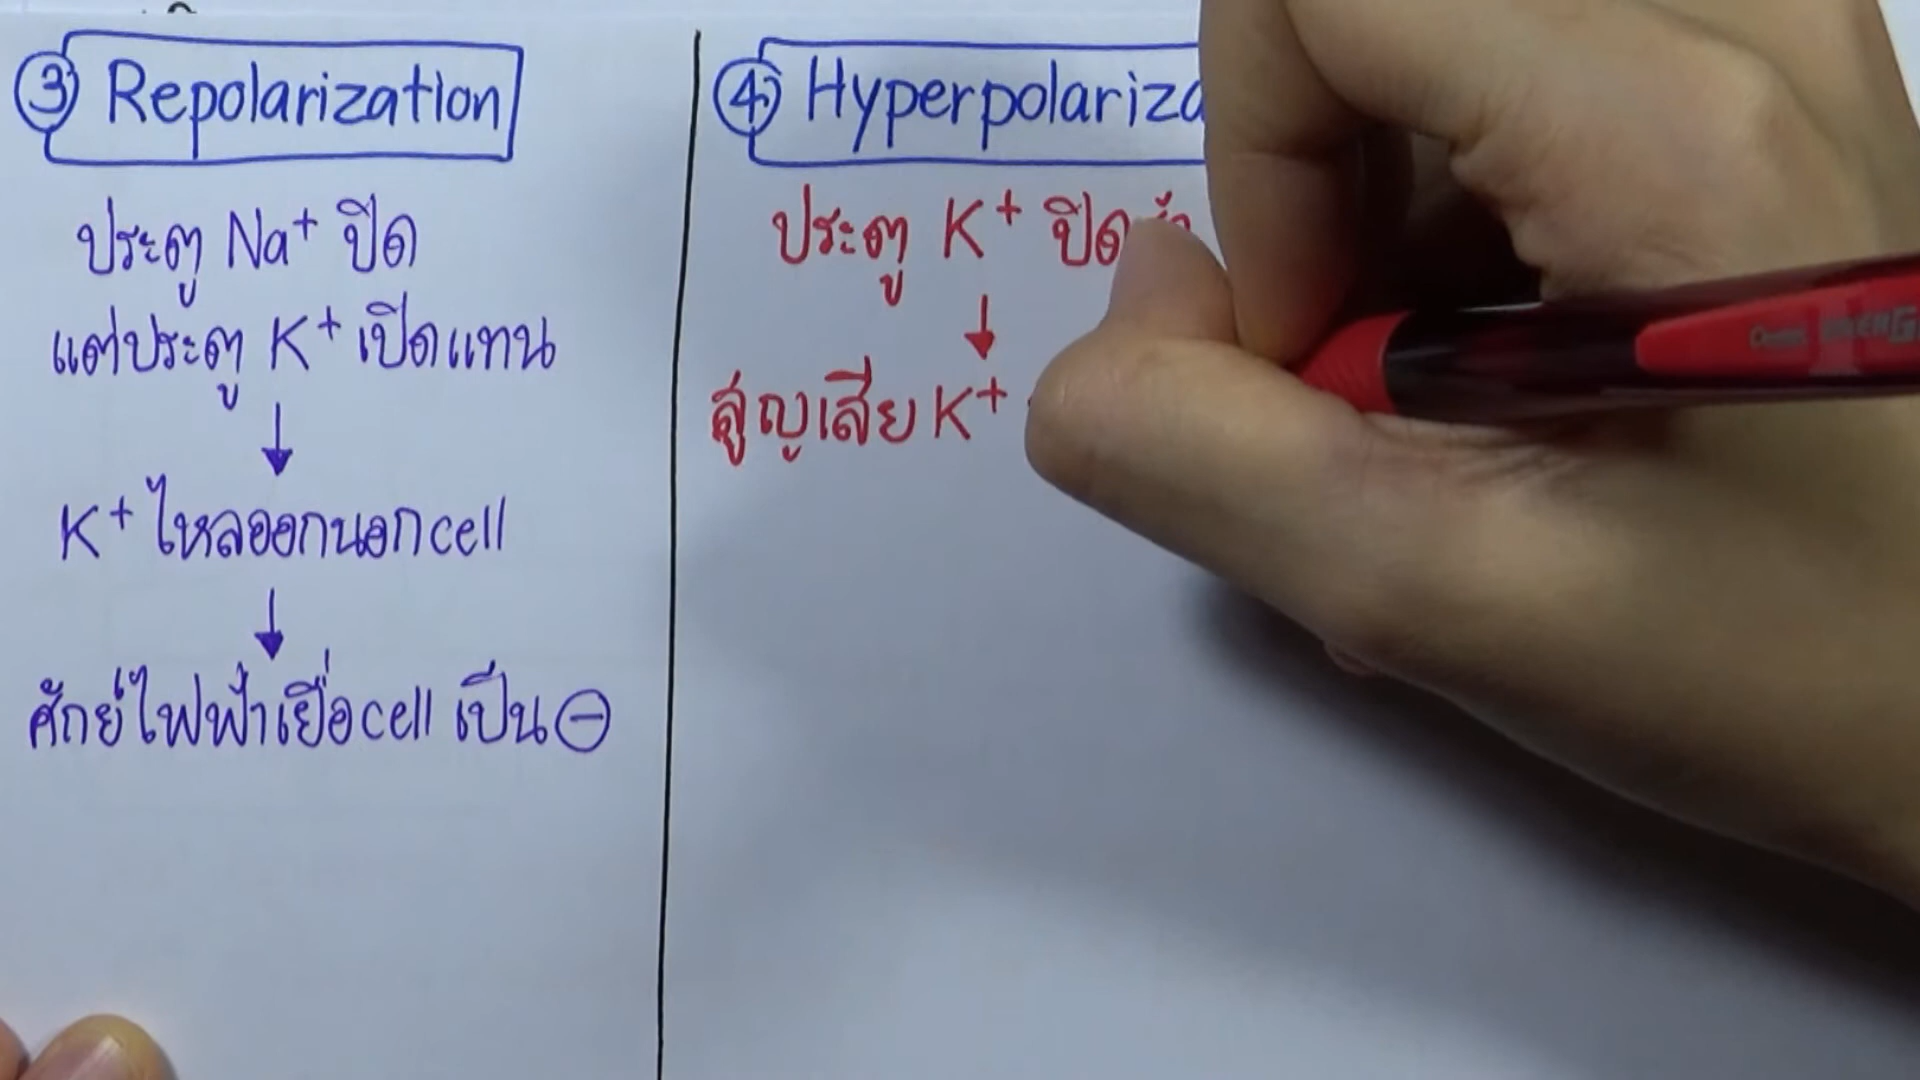 ③ Repolarization
ประตู Na⁺ ปิด
แต่ประตู K⁺ เปิดแทน
↓
K⁺ ไหลออกนอก cell
↓
ศักย์ไฟฟ้าเยื่อ cell เป็น ⊖
④ Hyperpolariza
ประตู K⁺ ปิดช้า
↓
สูญเสีย K⁺